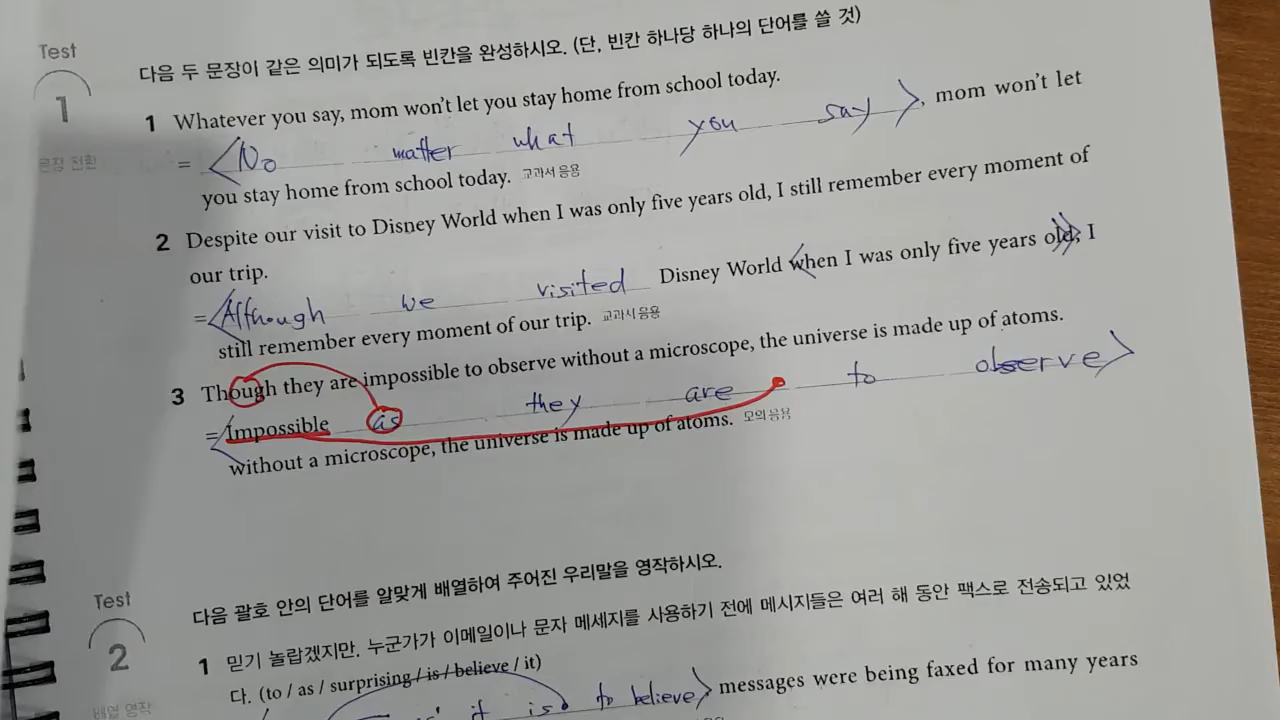 Test
1
문장 전환
다음 두 문장이 같은 의미가 되도록 빈칸을 완성하시오. (단, 빈칸 하나당 하나의 단어를 쓸 것)
1 Whatever you say, mom won't let you stay home from school today.
= <No matter what you say>, mom won't let
you stay home from school today. 교과서 응용
2 Despite our visit to Disney World when I was only five years old, I still remember every moment of
our trip.
= <Although we visited Disney World <when I was only five years old>>, I
still remember every moment of our trip. 교과서 응용
3 Though they are impossible to observe without a microscope, the universe is made up of atoms.
= <Impossible as they are to observe>
without a microscope, the universe is made up of atoms. 모의 응용
Test
2
배열 영작
다음 괄호 안의 단어를 알맞게 배열하여 주어진 우리말을 영작하시오.
1 믿기 놀랍겠지만, 누군가가 이메일이나 문자 메세지를 사용하기 전에 메시지들은 여러 해 동안 팩스로 전송되고 있었
다. (to / as / surprising / is / believe / it)
it is to believe> messages were being faxed for many years